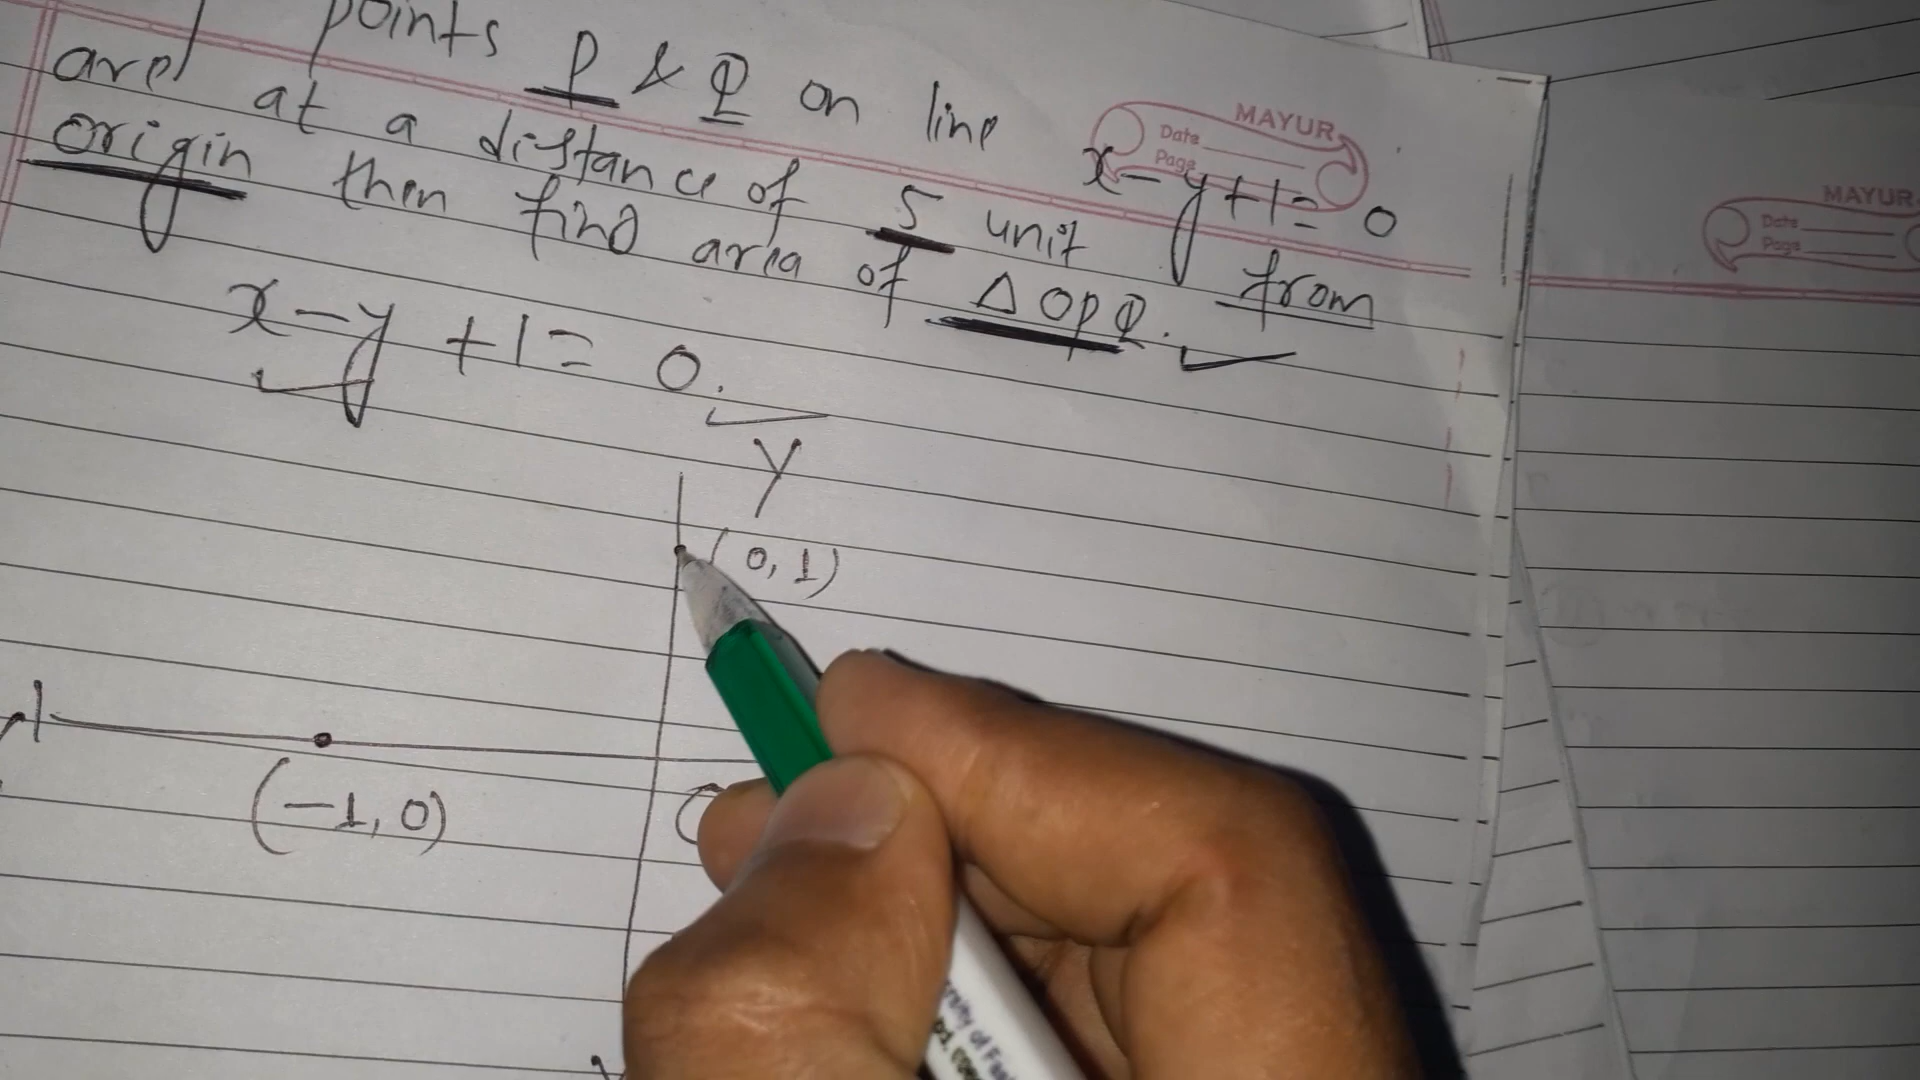 points P & Q on line x-y+1=0
are at a distance of 5 unit from
origin then find area of Δ OPQ.
x-y+1=0.
Y
(0,1)
(-1,0)
MAYUR
Date
Page
MAYUR
Date
Page